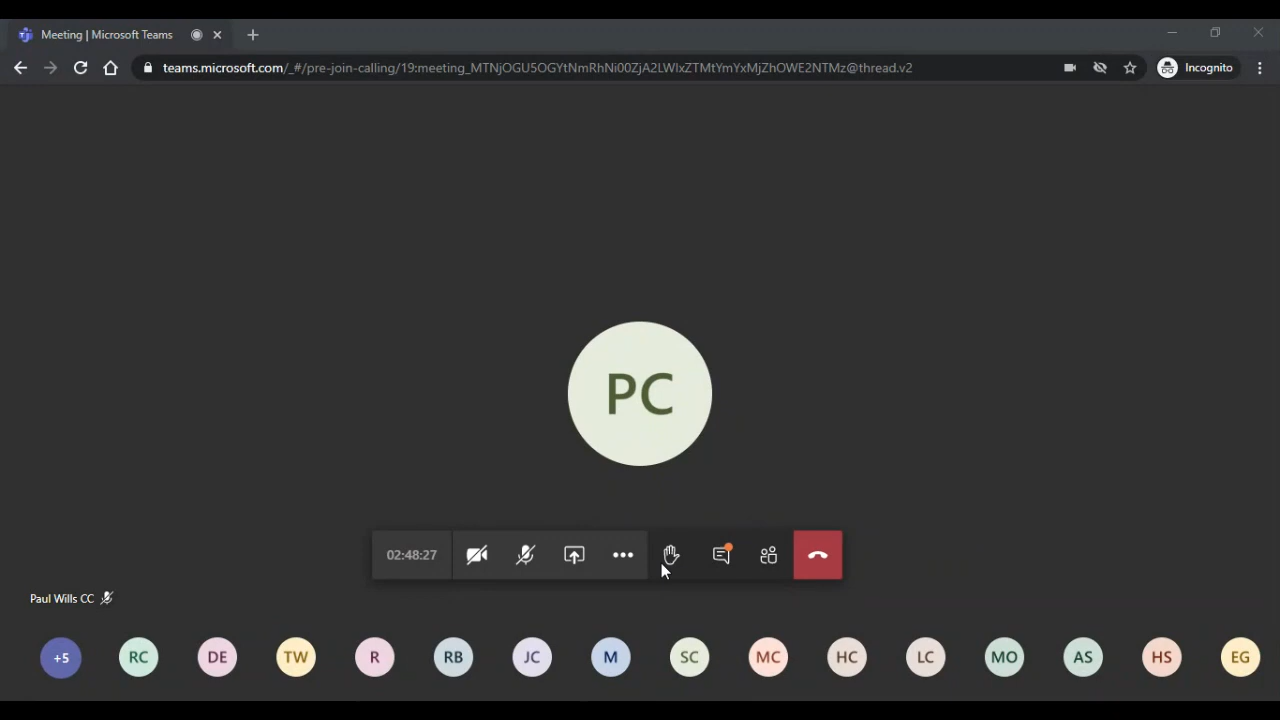 Meeting | Microsoft Teams
teams.microsoft.com/_#/pre-join-calling/19:meeting_MTNjOGU5OGYtNmRhNi00ZjA2LWIxZTMtYmYxMjZhOWE2NTMz@thread.v2
Incognito
PC
02:48:27
Paul Wills CC
+5 RC DE TW R RB JC M SC MC HC LC MO AS HS EG